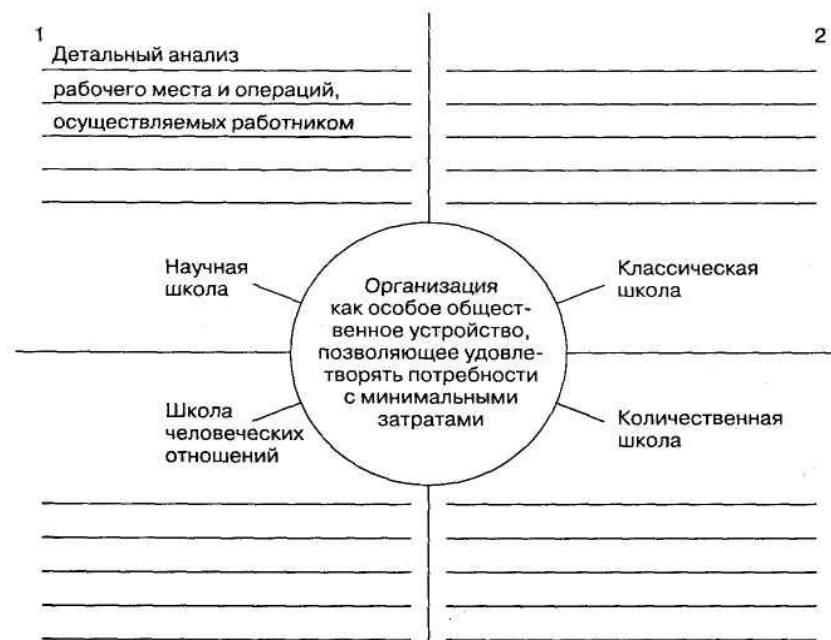 1
2
Детальный анализ
рабочего места и операций,
осуществляемых работником
Научная
школа
Классическая
школа
Организация
как особое общест-
венное устройство,
позволяющее удовле-
творять потребности
с минимальными
затратами
Школа
человеческих
отношений
Количественная
школа